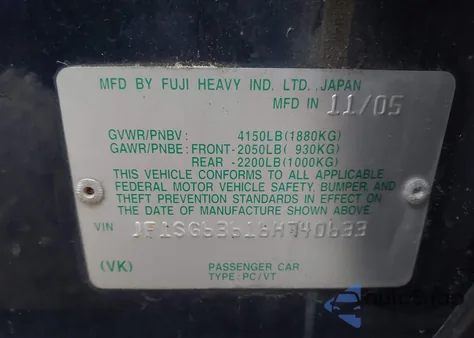 MFD BY FUJI HEAVY IND. LTD. JAPAN
MFD IN 11/05
GVWR/PNBV: 4150LB(1880KG)
GAWR/PNBE: FRONT-2050LB( 930KG)
REAR -2200LB(1000KG)
THIS VEHICLE CONFORMS TO ALL APPLICABLE
FEDERAL MOTOR VEHICLE SAFETY, BUMPER, AND
THEFT PREVENTION STANDARDS IN EFFECT ON
THE DATE OF MANUFACTURE SHOWN ABOVE.
VIN
(VK) PASSENGER CAR
TYPE: PC/VT